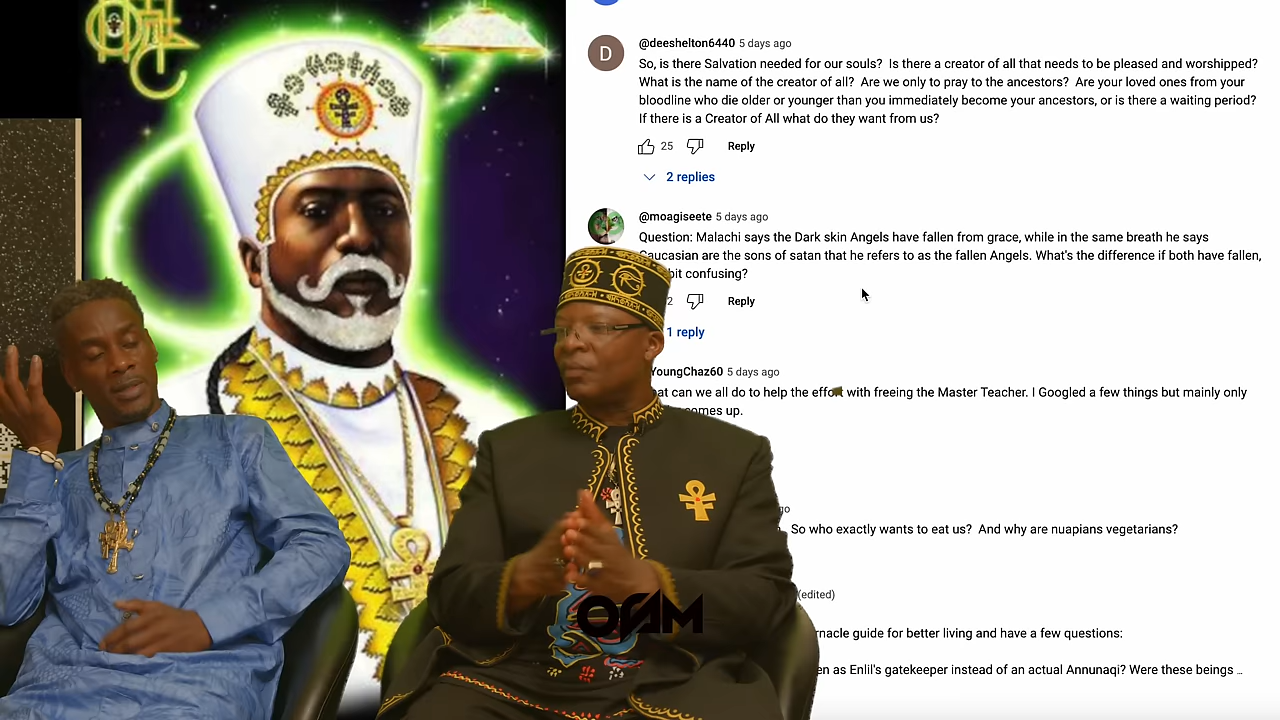 @deeshelton6440 5 days ago
So, is there Salvation needed for our souls?  Is there a creator of all that needs to be pleased and worshipped?
What is the name of the creator of all?  Are we only to pray to the ancestors?  Are your loved ones from your
bloodline who die older or younger than you immediately become your ancestors, or is there a waiting period?
If there is a Creator of All what do they want from us?
25 Reply
2 replies
@moagiseete 5 days ago
Question: Malachi says the Dark skin Angels have fallen from grace, while in the same breath he says
Caucasian are the sons of satan that he refers to as the fallen Angels. What's the difference if both have fallen,
bit confusing?
2 Reply
1 reply
YoungChaz60 5 days ago
at can we all do to help the effort with freeing the Master Teacher. I Googled a few things but mainly only
comes up.
go
So who exactly wants to eat us?  And why are nuapians vegetarians?
(edited)
rnacle guide for better living and have a few questions:
en as Enlil's gatekeeper instead of an actual Annunaqi? Were these beings ...
D
OSAM